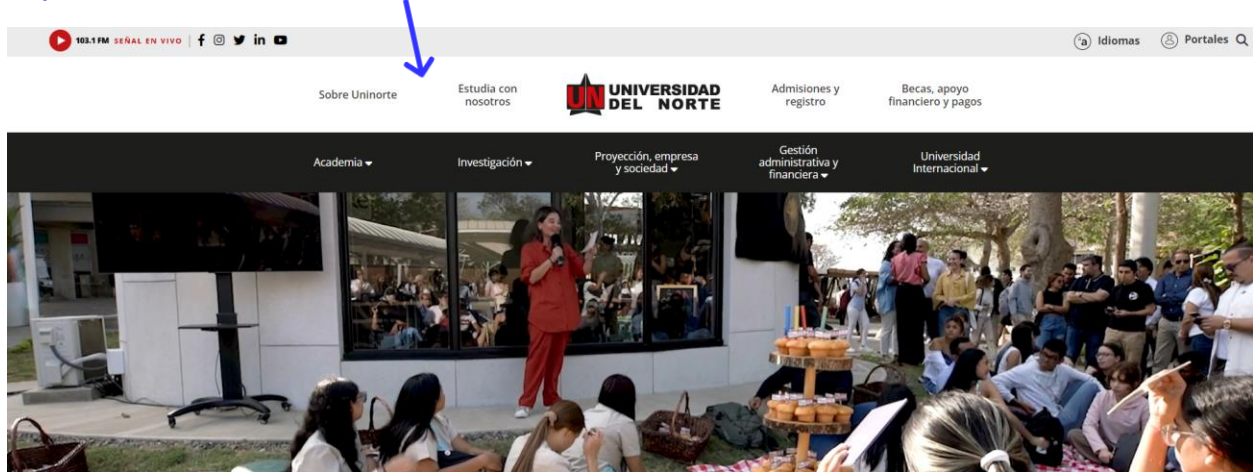 103.1 FM SEÑAL EN VIVO
Idiomas
Portales
Sobre Uninorte
Estudia con
nosotros
UN UNIVERSIDAD
DEL NORTE
Admisiones y
registro
Becas, apoyo
financiero y pagos
Academia
Investigación
Proyección, empresa
y sociedad
Gestión
administrativa y
financiera
Universidad
Internacional